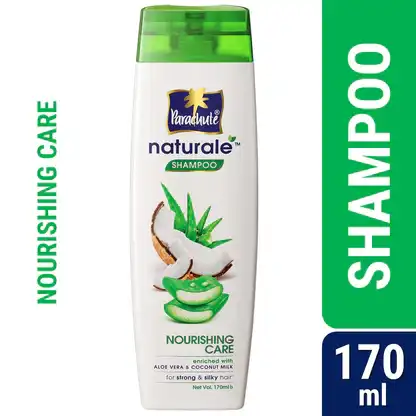 NOURISHING CARE
Parachute
naturale™
SHAMPOO
NOURISHING
CARE
enriched with
ALOE VERA & COCONUT MILK
for strong & silky hair
Net Vol. 170ml
SHAMPOO
170
ml